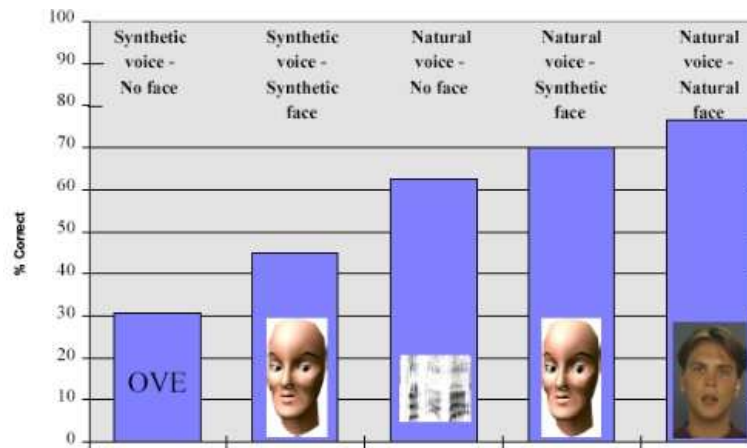 100
90
80
70
60
50
40
30
20
10
0
% Correct
Synthetic
voice -
No face
Synthetic
voice -
Synthetic
face
Natural
voice -
No face
Natural
voice -
Synthetic
face
Natural
voice -
Natural
face
OVE